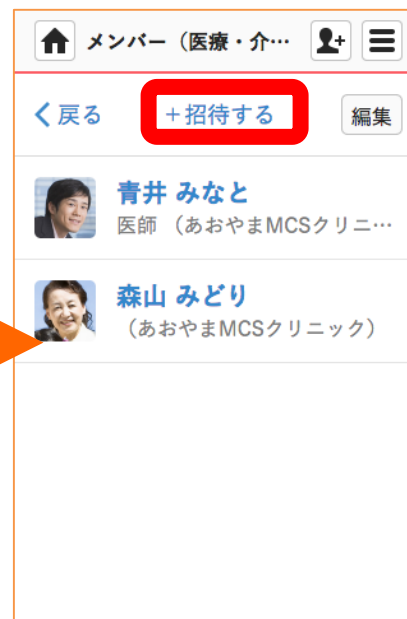 メンバー（医療・介…
戻る
+招待する
編集
青井 みなと
医師 （あおやまMCSクリニ…
森山 みどり
（あおやまMCSクリニック）